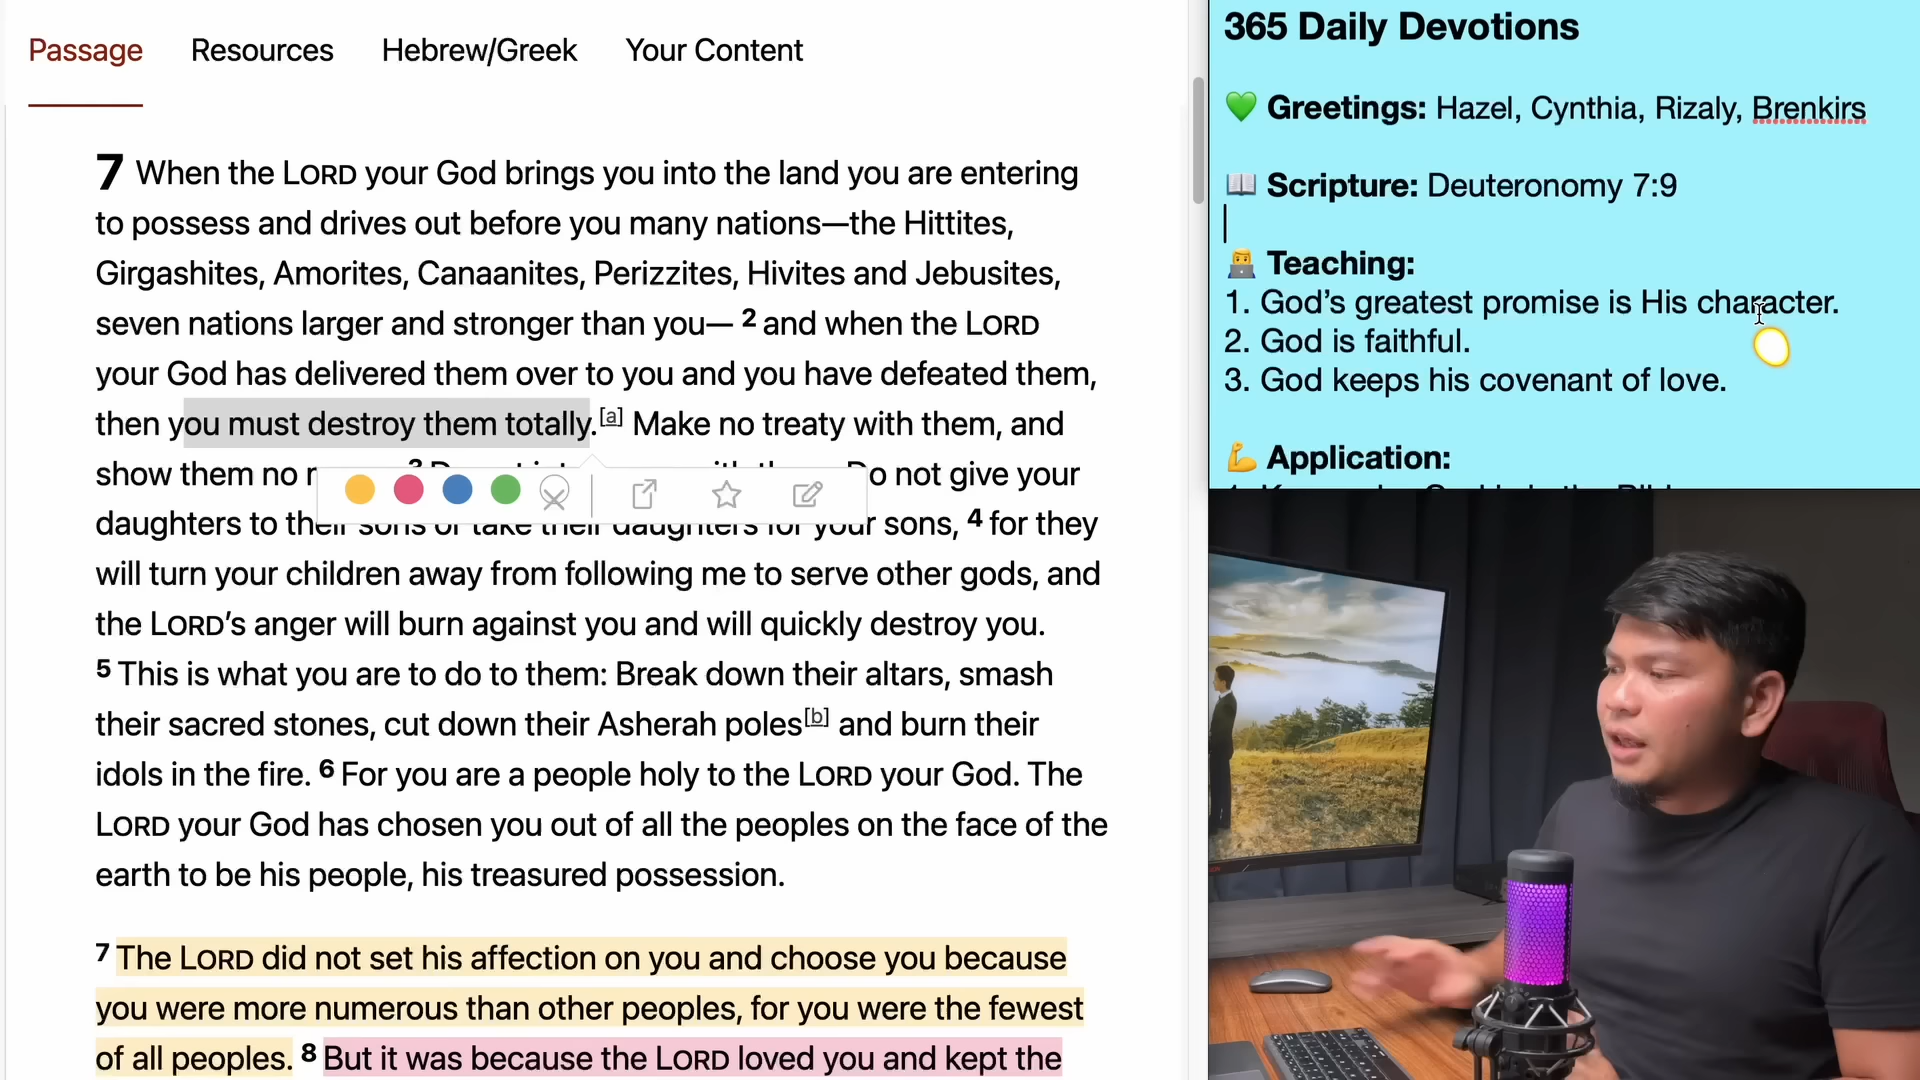 Passage Resources Hebrew/Greek Your Content
7 When the LORD your God brings you into the land you are entering
to possess and drives out before you many nations—the Hittites,
Girgashites, Amorites, Canaanites, Perizzites, Hivites and Jebusites,
seven nations larger and stronger than you— 2 and when the LORD
your God has delivered them over to you and you have defeated them,
then you must destroy them totally.[a] Make no treaty with them, and
show them no Do not give your
daughters to their sons or take their daughters for your sons, 4 for they
will turn your children away from following me to serve other gods, and
the LORD's anger will burn against you and will quickly destroy you.
5 This is what you are to do to them: Break down their altars, smash
their sacred stones, cut down their Asherah poles[b] and burn their
idols in the fire. 6 For you are a people holy to the LORD your God. The
LORD your God has chosen you out of all the peoples on the face of the
earth to be his people, his treasured possession.
7 The LORD did not set his affection on you and choose you because
you were more numerous than other peoples, for you were the fewest
of all peoples. 8 But it was because the LORD loved you and kept the
365 Daily Devotions
💚 Greetings: Hazel, Cynthia, Rizaly, Brenkirs
📖 Scripture: Deuteronomy 7:9
👨‍💻 Teaching:
1. God's greatest promise is His character.
2. God is faithful.
3. God keeps his covenant of love.
💪 Application: